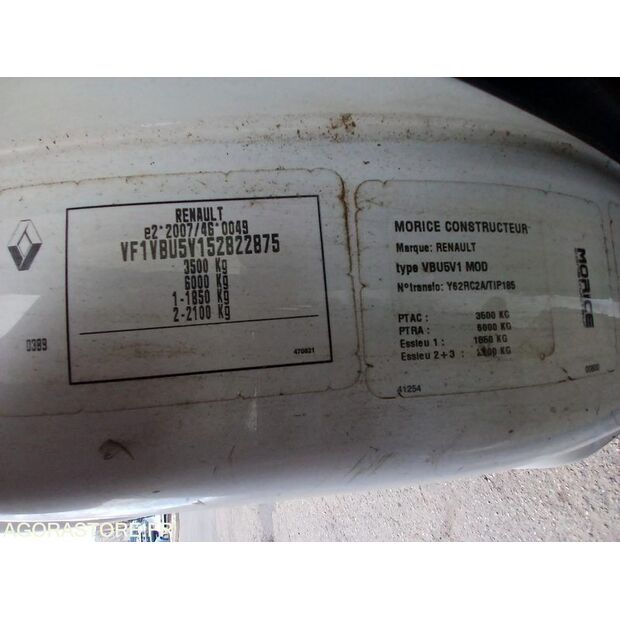 RENAULT
e2*2007/46*0049
VF1VBU5V152822875
3500 Kg
6000 Kg
1-1850 Kg
2-2100 Kg
0389
470631
MORICE CONSTRUCTEUR
Marque: RENAULT
type VBU5V1 MOD
N° transfo: Y62RC2A/TIP185
PTAC : 3500 KG
PTRA : 6000 KG
Essieu 1 : 1850 KG
Essieu 2+3 : KG
41254
MORICE
AGORASTORE.FR